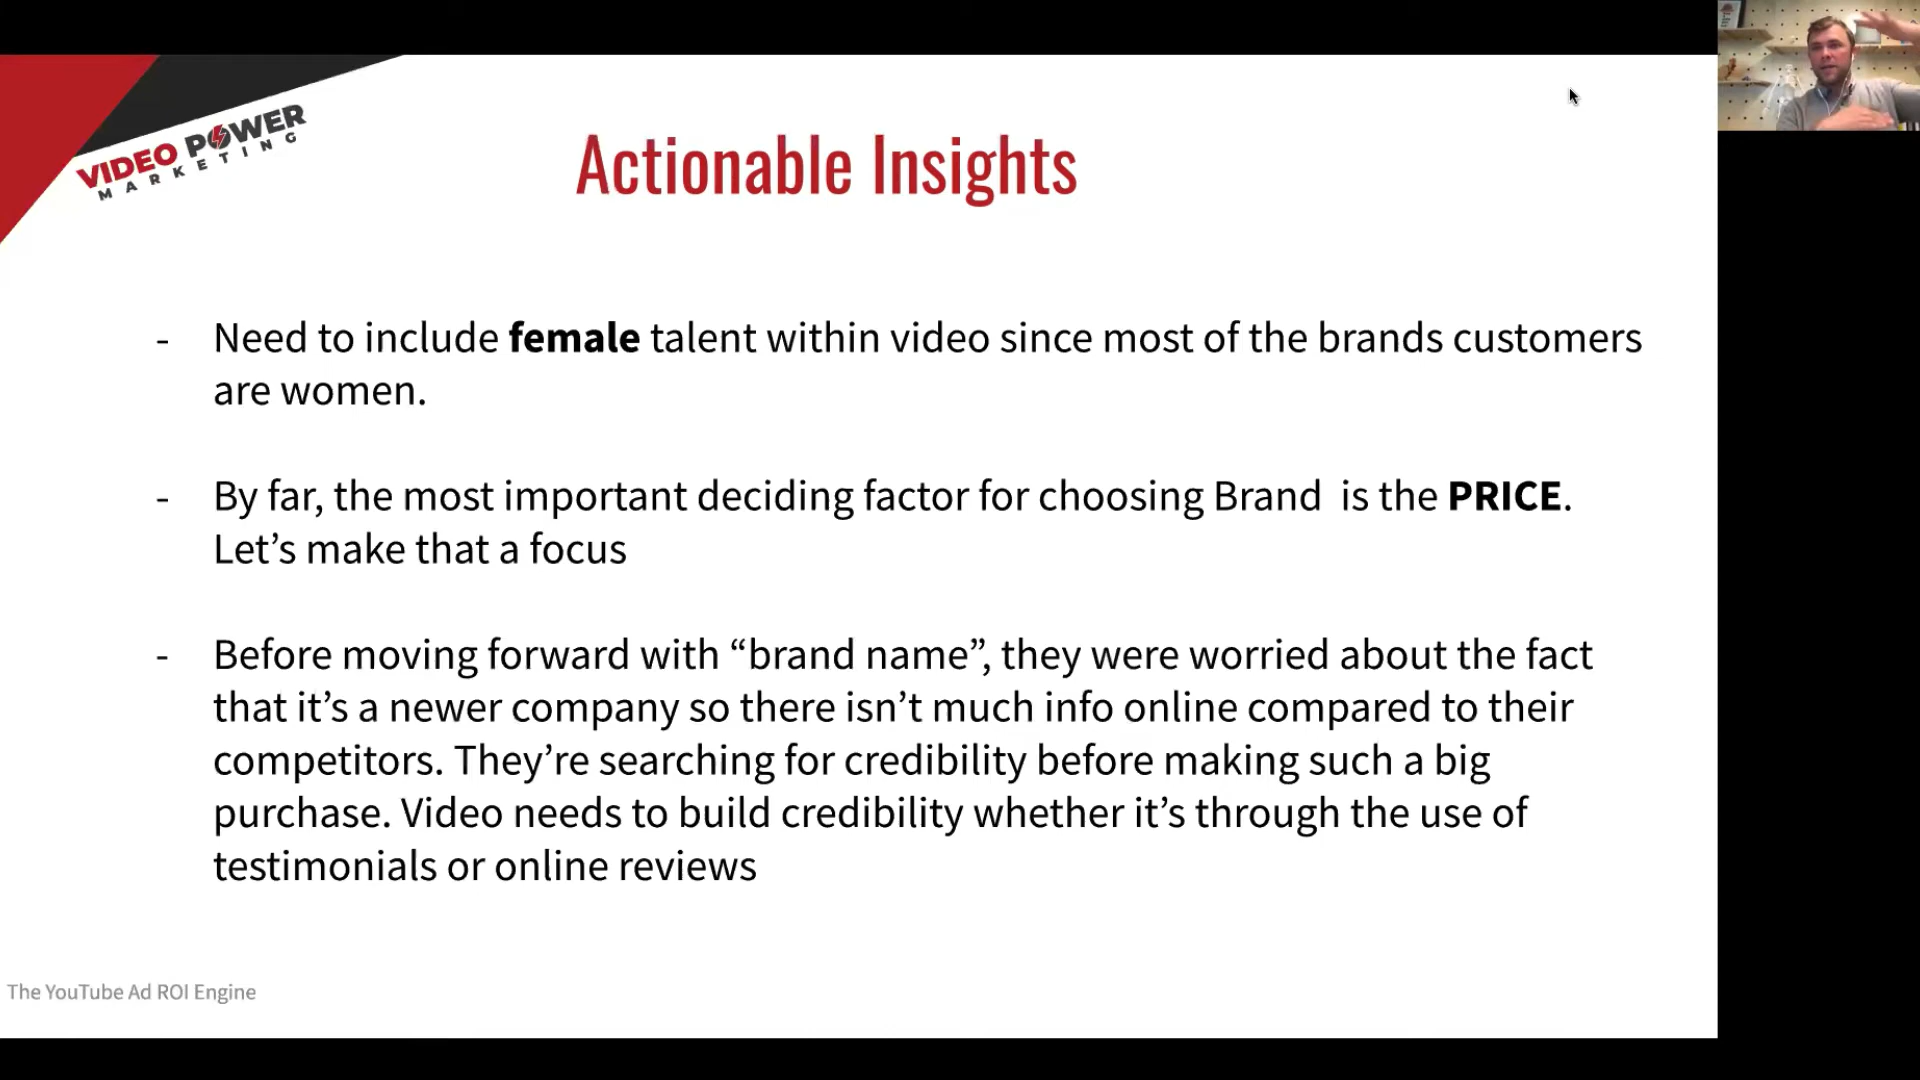 VIDEO POWER
MARKETING
Actionable Insights
- Need to include female talent within video since most of the brands customers
are women.
- By far, the most important deciding factor for choosing Brand  is the PRICE.
Let’s make that a focus
- Before moving forward with “brand name”, they were worried about the fact
that it’s a newer company so there isn’t much info online compared to their
competitors. They’re searching for credibility before making such a big
purchase. Video needs to build credibility whether it’s through the use of
testimonials or online reviews
The YouTube Ad ROI Engine